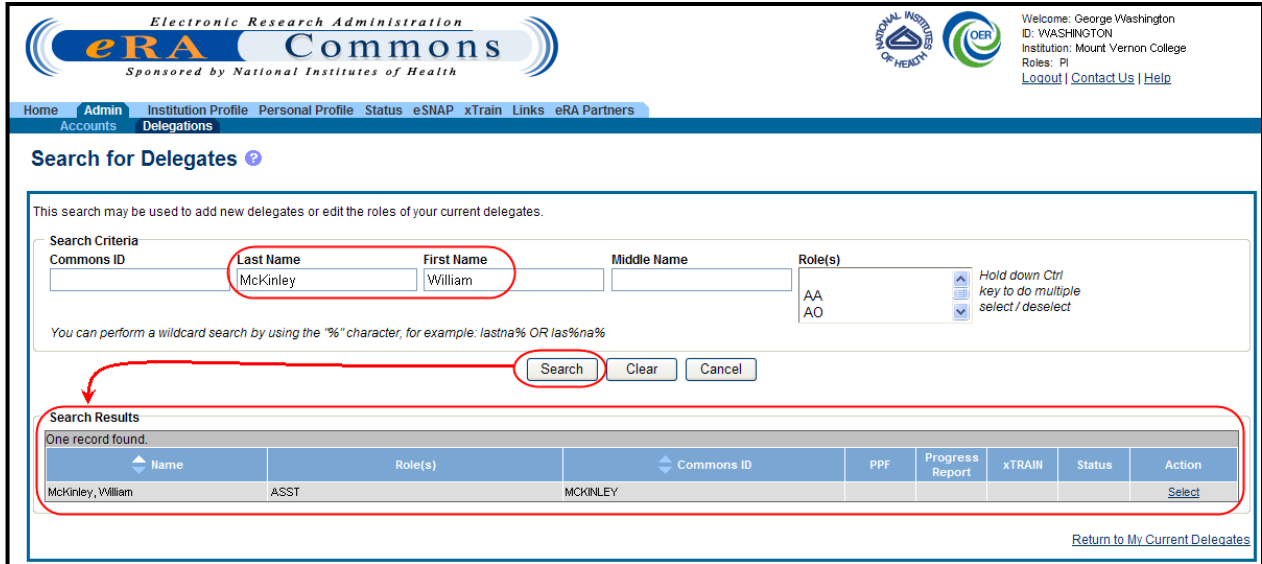 Electronic Research Administration
eRA Commons
Sponsored by National Institutes of Health
NATIONAL INSTITUTES OF HEALTH
OER
Welcome: George Washington
ID: WASHINGTON
Institution: Mount Vernon College
Roles: PI
Logout | Contact Us | Help
Home Admin Institution Profile Personal Profile Status eSNAP xTrain Links eRA Partners
Accounts Delegations
Search for Delegates ?
This search may be used to add new delegates or edit the roles of your current delegates.
Search Criteria
Commons ID Last Name First Name Middle Name Role(s)
McKinley William
AA
AO
Hold down Ctrl
key to do multiple
select / deselect
You can perform a wildcard search by using the "%" character, for example: lastna% OR las%na%
Search Clear Cancel
Search Results
One record found.
Name Role(s) Commons ID PPF Progress Report xTRAIN Status Action
McKinley, William ASST MCKINLEY Select
Return to My Current Delegates